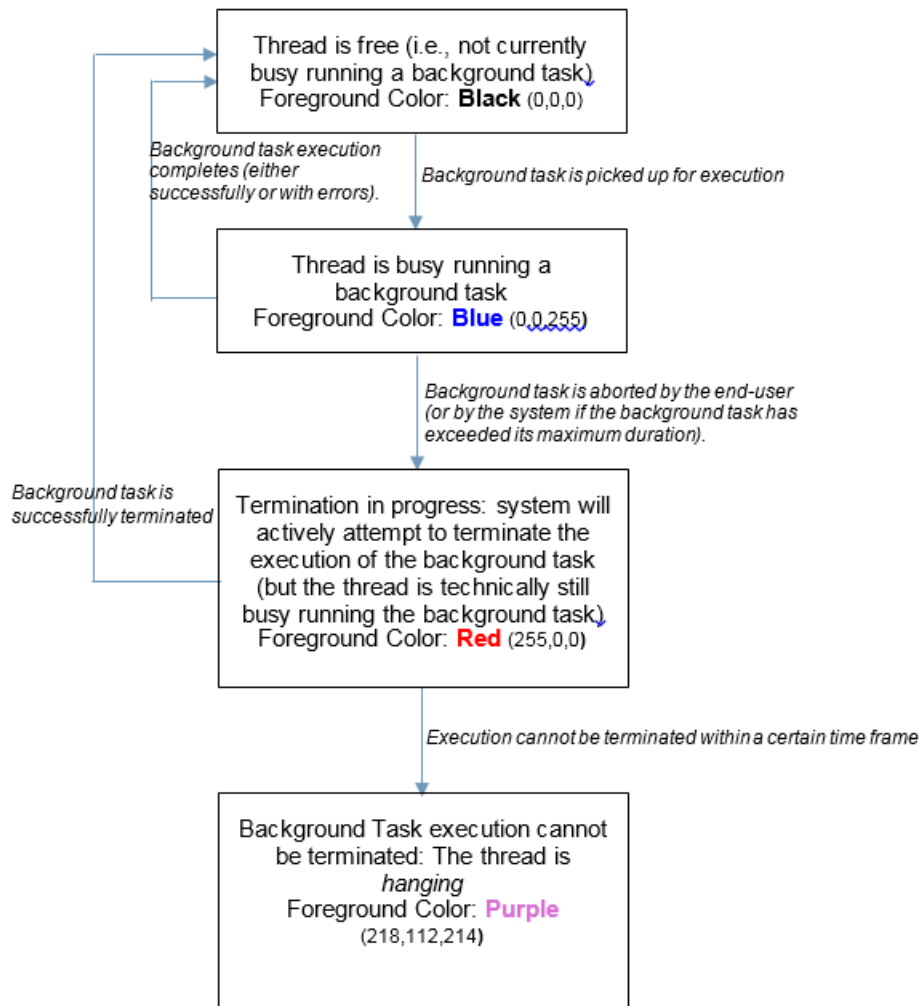 Thread is free (i.e., not currently
busy running a background task)
Foreground Color: Black (0,0,0)
Background task execution
completes (either
successfully or with errors).
Background task is picked up for execution
Thread is busy running a
background task
Foreground Color: Blue (0,0,255)
Background task is aborted by the end-user
(or by the system if the background task has
exceeded its maximum duration).
Background task is
successfully terminated
Termination in progress: system will
actively attempt to terminate the
execution of the background task
(but the thread is technically still
busy running the background task)
Foreground Color: Red (255,0,0)
Execution cannot be terminated within a certain time frame
Background Task execution cannot
be terminated: The thread is
hanging
Foreground Color: Purple
(218,112,214)